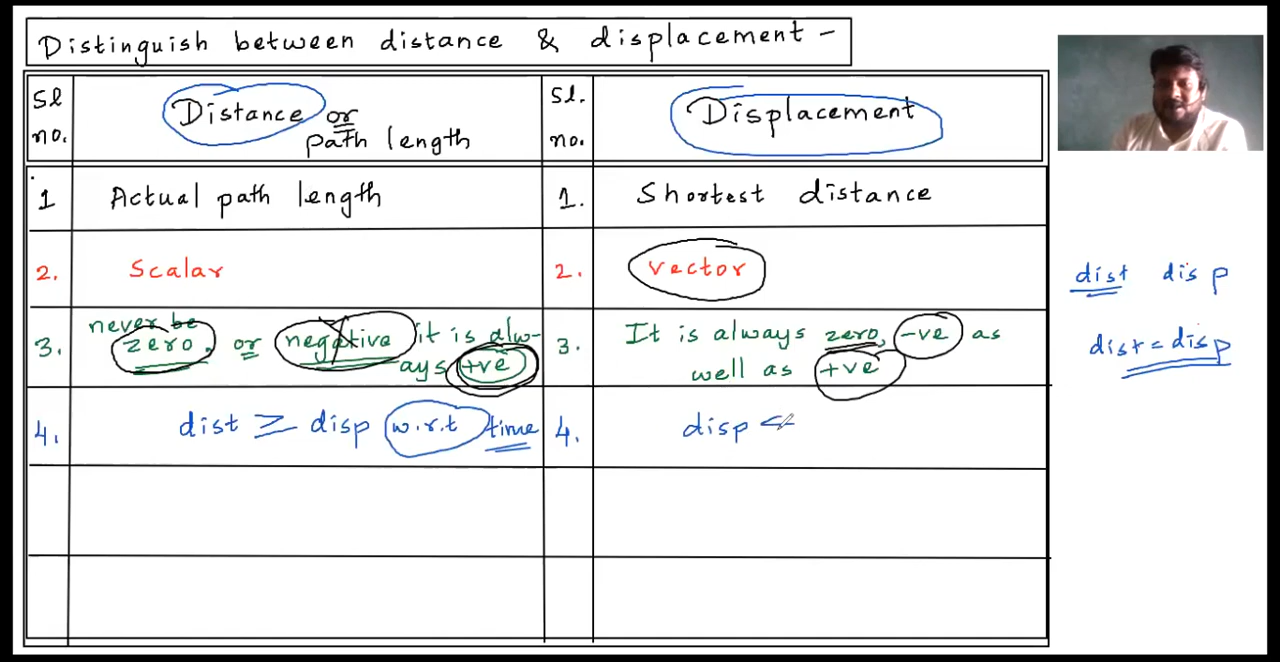 Distinguish between distance & displacement -
Sl no.
Distance or path length
Sl. no.
Displacement
1
Actual path length
1.
Shortest distance
2.
Scalar
2.
vector
3.
never be
zero, or negative it is alw-
ays +ve
3.
It is always zero, -ve as
well as +ve
4.
dist ≥ disp w.r.t time
4.
disp <
dist disp
dist = disp